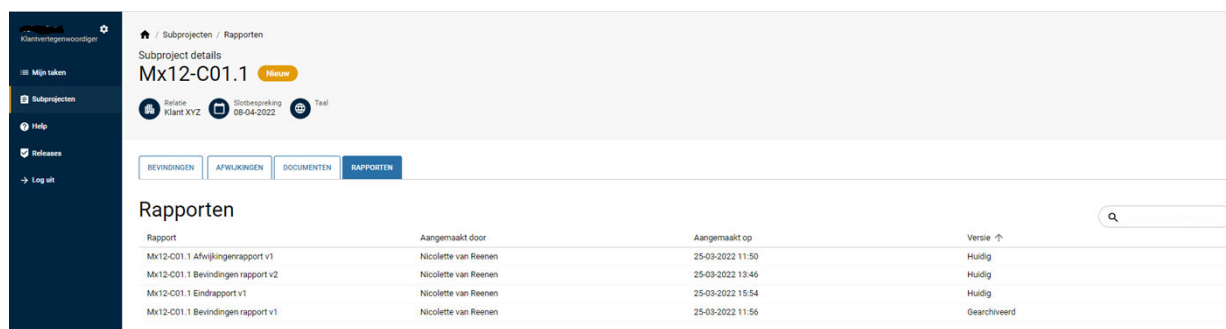 Klantvertegenwoordiger
Mijn taken
Subprojecten
Help
Releases
Log uit
/ Subprojecten / Rapporten
Subproject details
Mx12-C01.1 Nieuw
Relatie
Klant XYZ
Slotbespreking
08-04-2022
Taal
BEVINDINGEN AFWIJKINGEN DOCUMENTEN RAPPORTEN
Rapporten
Rapport Aangemaakt door Aangemaakt op Versie
Mx12-C01.1 Afwijkingenrapport v1 Nicolette van Reenen 25-03-2022 11:50 Huidig
Mx12-C01.1 Bevindingen rapport v2 Nicolette van Reenen 25-03-2022 13:46 Huidig
Mx12-C01.1 Eindrapport v1 Nicolette van Reenen 25-03-2022 15:54 Huidig
Mx12-C01.1 Bevindingen rapport v1 Nicolette van Reenen 25-03-2022 11:56 Gearchiveerd